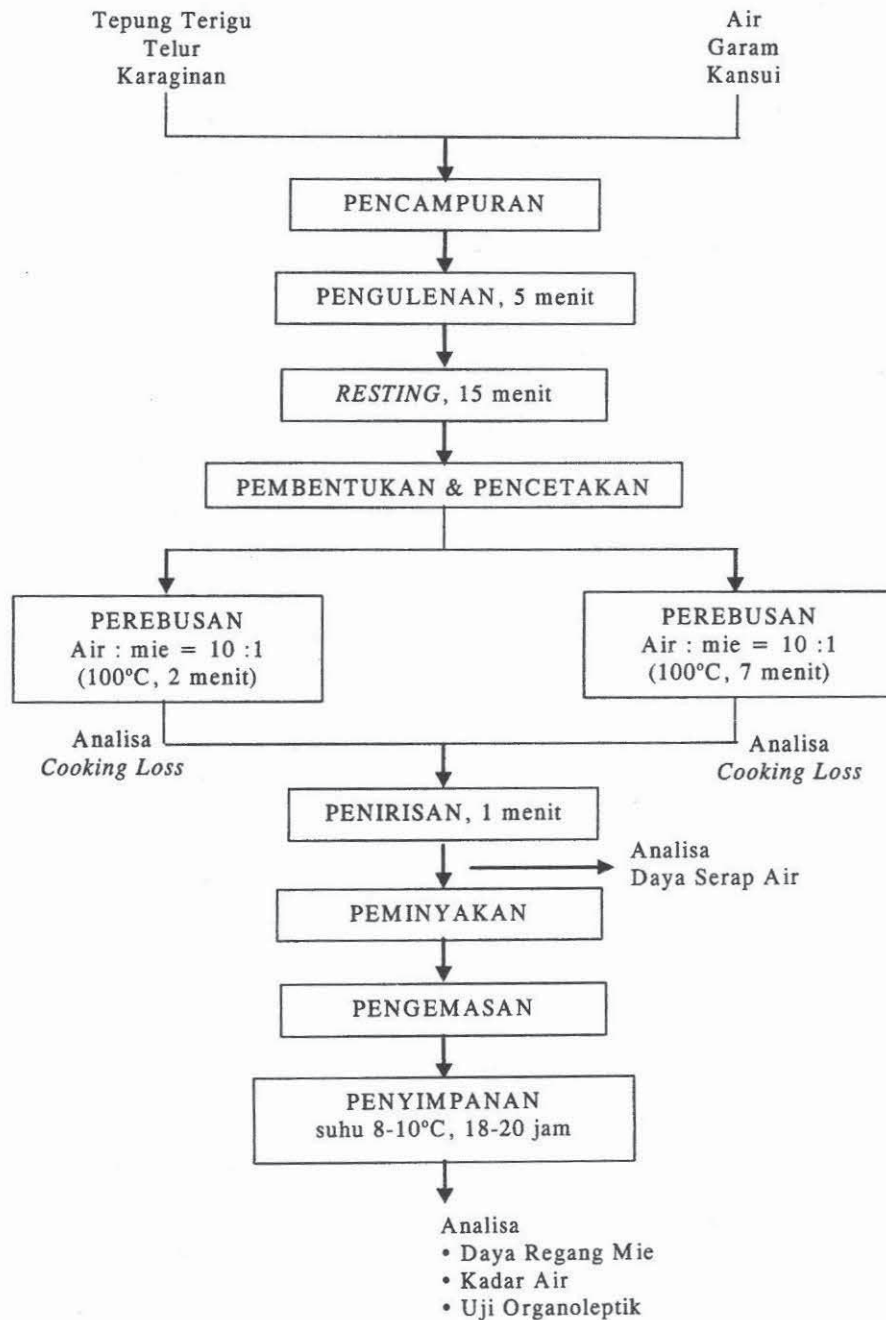 Tepung Terigu
Telur
Karaginan
Air
Garam
Kansui
PENCAMPURAN
PENGULENAN, 5 menit
RESTING, 15 menit
PEMBENTUKAN & PENCETAKAN
PEREBUSAN
Air : mie = 10 :1
(100ºC, 2 menit)
PEREBUSAN
Air : mie = 10 :1
(100ºC, 7 menit)
Analisa
Cooking Loss
Analisa
Cooking Loss
PENIRISAN, 1 menit
Analisa
Daya Serap Air
PEMINYAKAN
PENGEMASAN
PENYIMPANAN
suhu 8-10ºC, 18-20 jam
Analisa
• Daya Regang Mie
• Kadar Air
• Uji Organoleptik